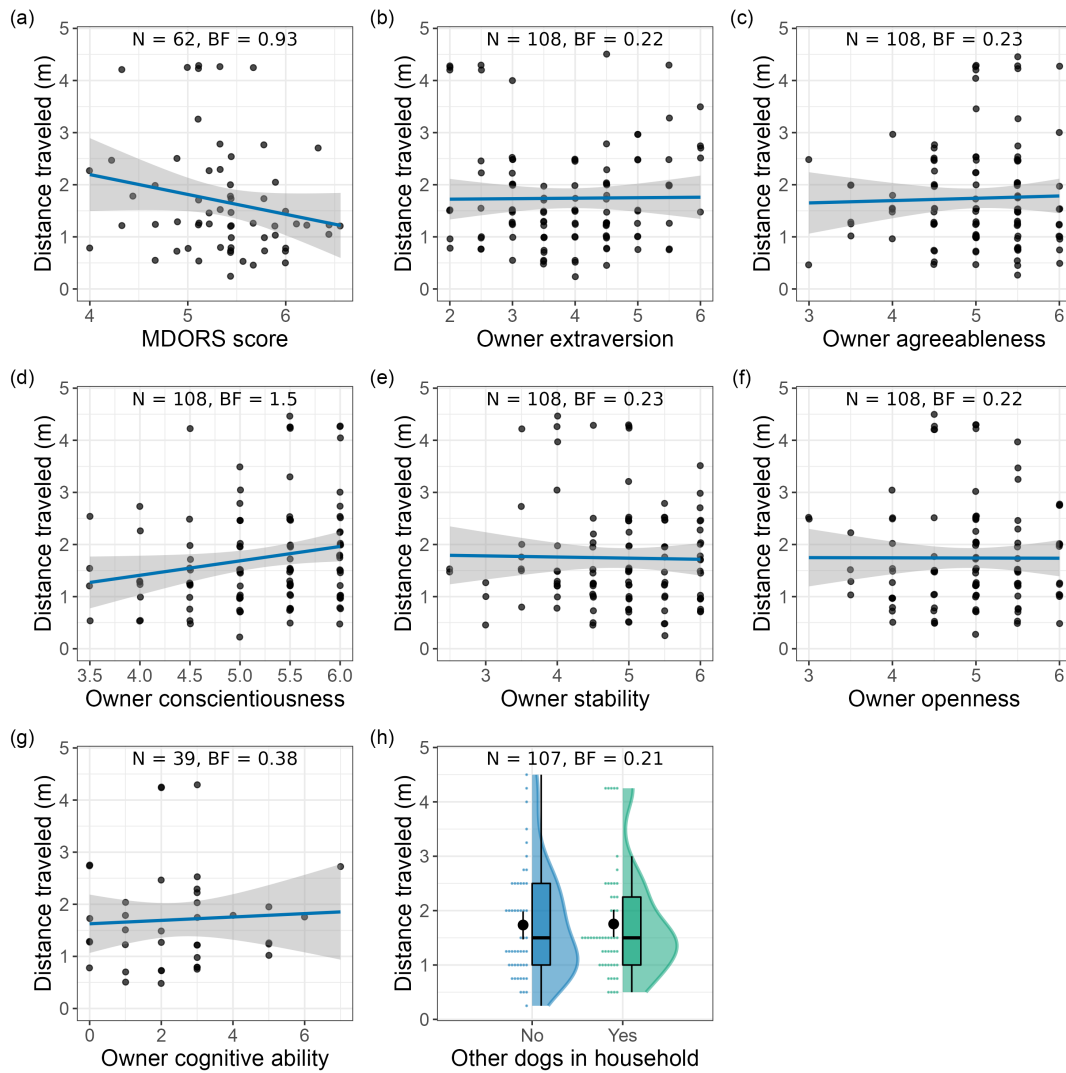 (a)
N = 62, BF = 0.93
Distance traveled (m)
5
4
3
2
1
0
4 5 6
MDORS score
(b)
N = 108, BF = 0.22
Distance traveled (m)
5
4
3
2
1
0
2 3 4 5 6
Owner extraversion
(c)
N = 108, BF = 0.23
Distance traveled (m)
5
4
3
2
1
0
3 4 5 6
Owner agreeableness
(d)
N = 108, BF = 1.5
Distance traveled (m)
5
4
3
2
1
0
3.5 4.0 4.5 5.0 5.5 6.0
Owner conscientiousness
(e)
N = 108, BF = 0.23
Distance traveled (m)
5
4
3
2
1
0
3 4 5 6
Owner stability
(f)
N = 108, BF = 0.22
Distance traveled (m)
5
4
3
2
1
0
3 4 5 6
Owner openness
(g)
N = 39, BF = 0.38
Distance traveled (m)
5
4
3
2
1
0
0 2 4 6
Owner cognitive ability
(h)
N = 107, BF = 0.21
Distance traveled (m)
5
4
3
2
1
0
No Yes
Other dogs in household